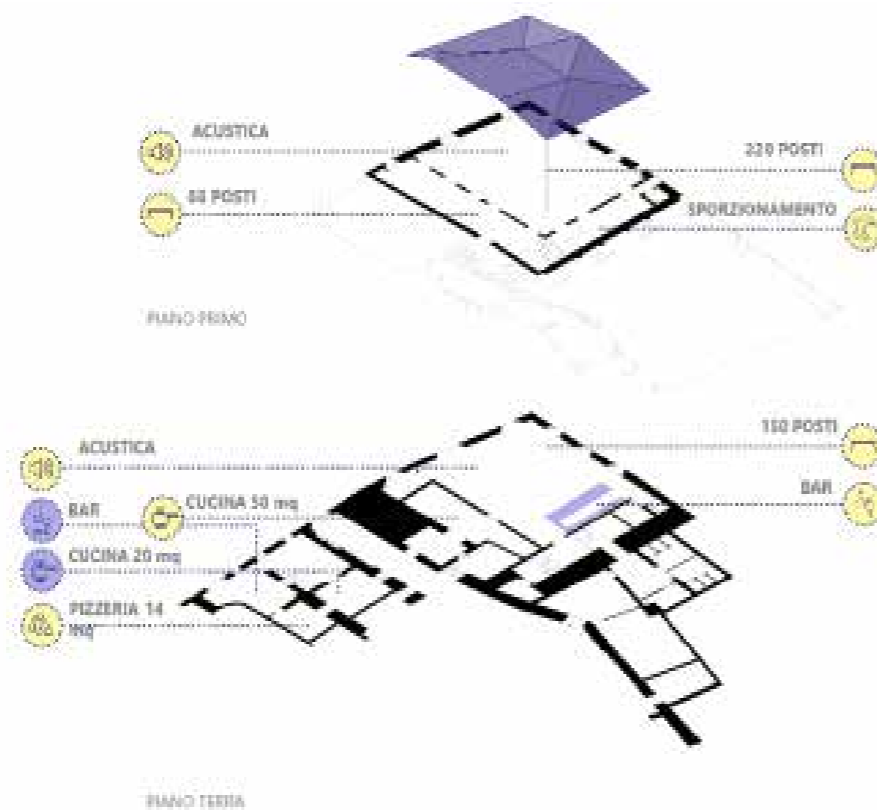 ACUSTICA
220 POSTI
60 POSTI
SPORZIONAMENTO
PIANO PRIMO
ACUSTICA
150 POSTI
BAR
CUCINA 50 mq
BAR
CUCINA 20 mq
PIZZERIA 14
mq
PIANO TERRA